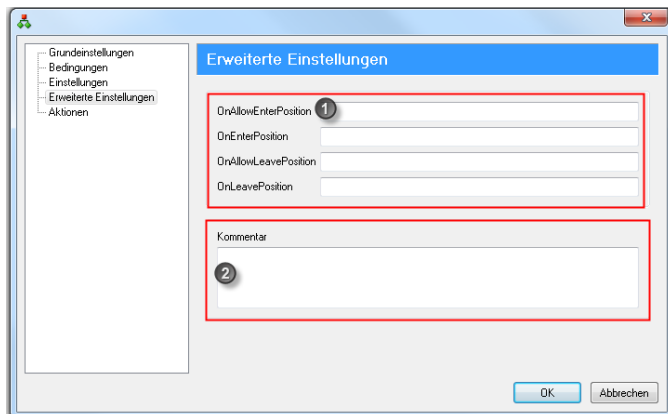 Grundeinstellungen
Bedingungen
Einstellungen
Erweiterte Einstellungen
Aktionen
Erweiterte Einstellungen
OnAllowEnterPosition 1
OnEnterPosition
OnAllowLeavePosition
OnLeavePosition
Kommentar
2
OK Abbrechen